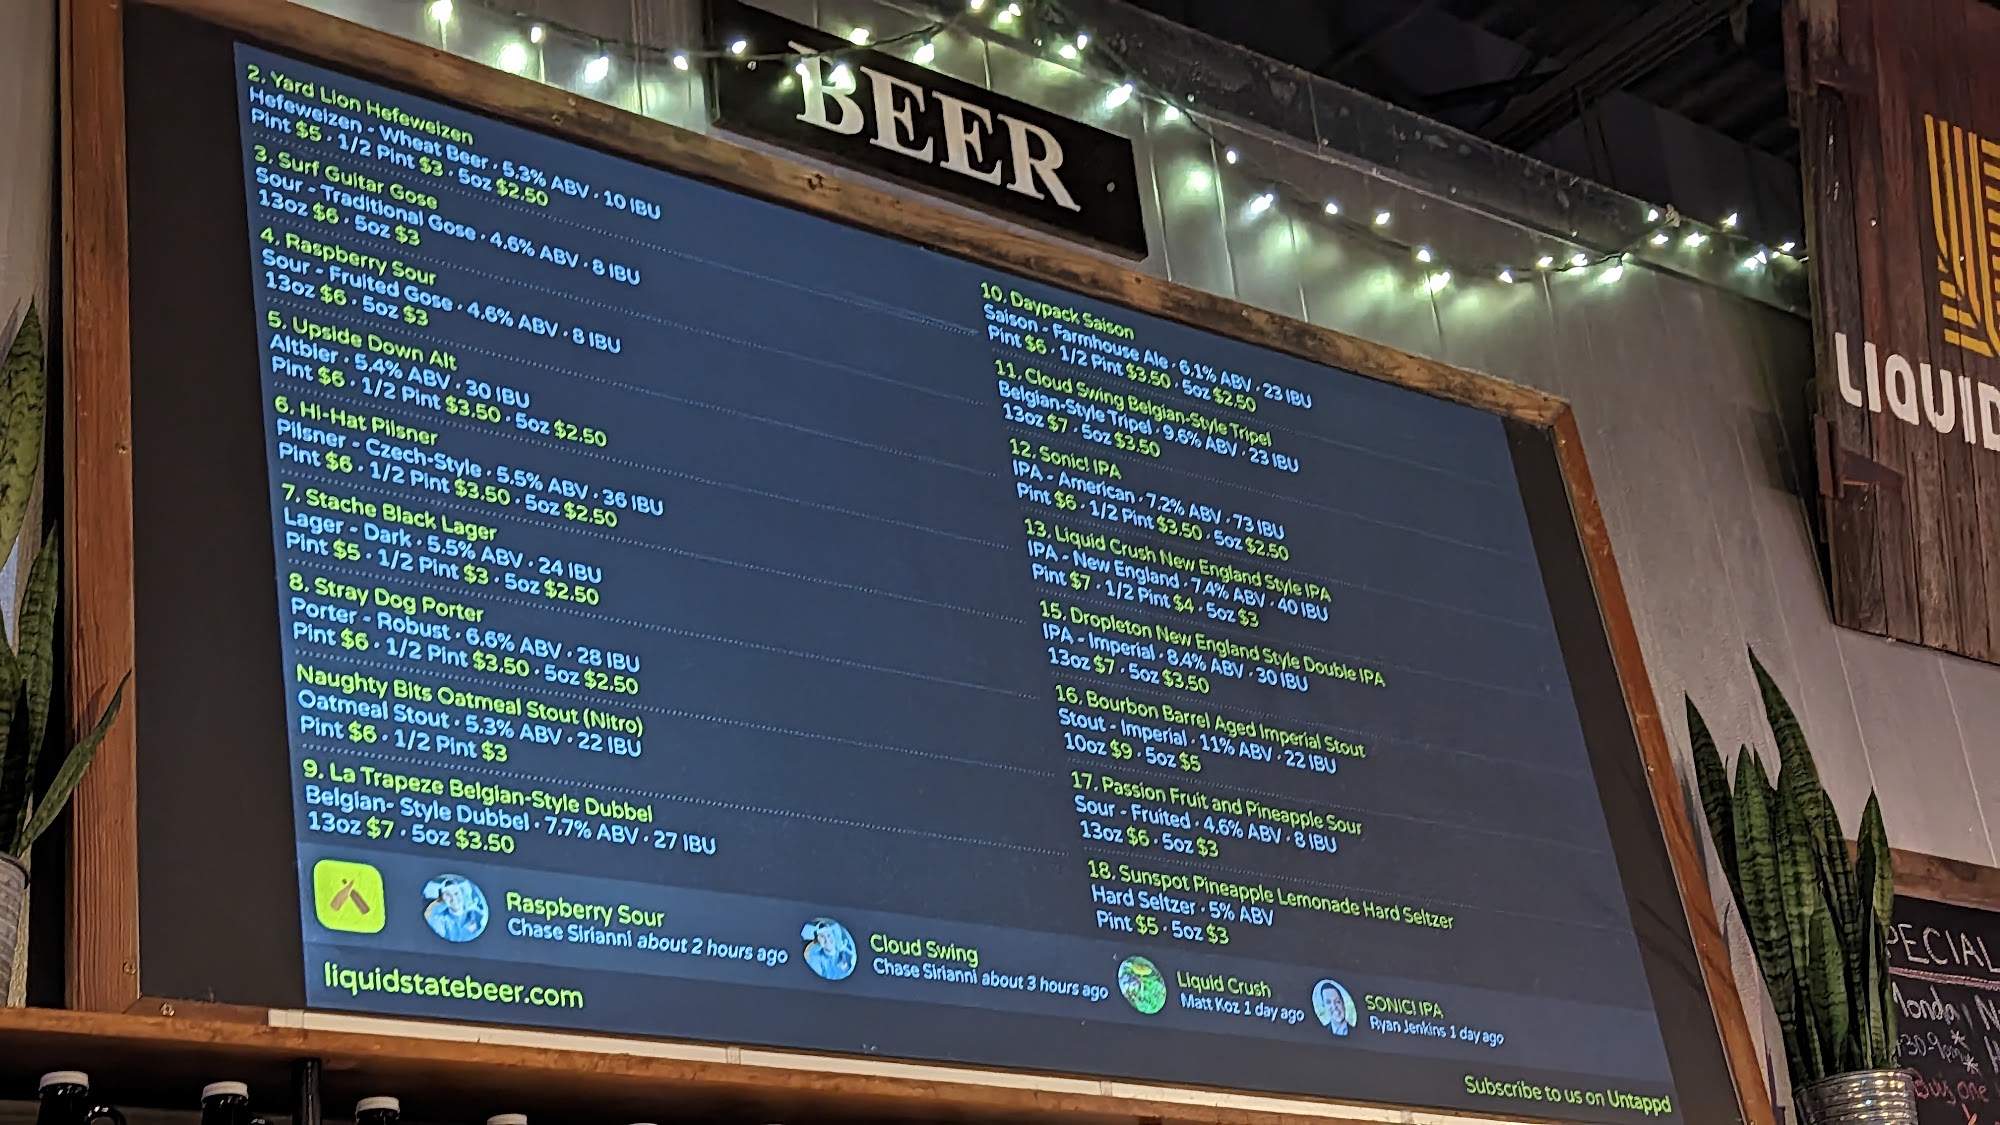 BEER
2. Yard Lion Hefeweizen
Hefeweizen - Wheat Beer · 5.3% ABV · 10 IBU
Pint $5 · 1/2 Pint $3 · 5oz $2.50
3. Surf Guitar Gose
Sour - Traditional Gose · 4.6% ABV · 8 IBU
13oz $6 · 5oz $3
4. Raspberry Sour
Sour - Fruited Gose · 4.6% ABV · 8 IBU
13oz $6 · 5oz $3
5. Upside Down Alt
Altbier · 5.4% ABV · 30 IBU
Pint $6 · 1/2 Pint $3.50 · 5oz $2.50
6. Hi-Hat Pilsner
Pilsner - Czech-Style · 5.5% ABV · 36 IBU
Pint $6 · 1/2 Pint $3.50 · 5oz $2.50
7. Stache Black Lager
Lager - Dark · 5.5% ABV · 24 IBU
Pint $5 · 1/2 Pint $3 · 5oz $2.50
8. Stray Dog Porter
Porter - Robust · 6.6% ABV · 28 IBU
Pint $6 · 1/2 Pint $3.50 · 5oz $2.50
Naughty Bits Oatmeal Stout (Nitro)
Oatmeal Stout · 5.3% ABV · 22 IBU
Pint $6 · 1/2 Pint $3
9. La Trapeze Belgian-Style Dubbel
Belgian- Style Dubbel · 7.7% ABV · 27 IBU
13oz $7 · 5oz $3.50
10. Daypack Saison
Saison - Farmhouse Ale · 6.1% ABV · 23 IBU
Pint $6 · 1/2 Pint $3.50 · 5oz $2.50
11. Cloud Swing Belgian-Style Tripel
Belgian-Style Tripel · 9.6% ABV · 23 IBU
13oz $7 · 5oz $3.50
12. Sonic! IPA
IPA - American · 7.2% ABV · 73 IBU
Pint $6 · 1/2 Pint $3.50 · 5oz $2.50
13. Liquid Crush New England Style IPA
IPA - New England · 7.4% ABV · 40 IBU
Pint $7 · 1/2 Pint $4 · 5oz $3
15. Dropleton New England Style Double IPA
IPA - Imperial · 8.4% ABV · 30 IBU
13oz $7 · 5oz $3.50
16. Bourbon Barrel Aged Imperial Stout
Stout - Imperial · 11% ABV · 22 IBU
10oz $9 · 5oz $5
17. Passion Fruit and Pineapple Sour
Sour - Fruited · 4.6% ABV · 8 IBU
13oz $6 · 5oz $3
18. Sunspot Pineapple Lemonade Hard Seltzer
Hard Seltzer · 5% ABV
Pint $5 · 5oz $3
Raspberry Sour
Chase Sirianni about 2 hours ago
Cloud Swing
Chase Sirianni about 3 hours ago
Liquid Crush
Matt Koz 1 day ago
SONIC! IPA
Ryan Jenkins 1 day ago
liquidstatebeer.com
Subscribe to us on Untappd
LIQUID
PECIAL